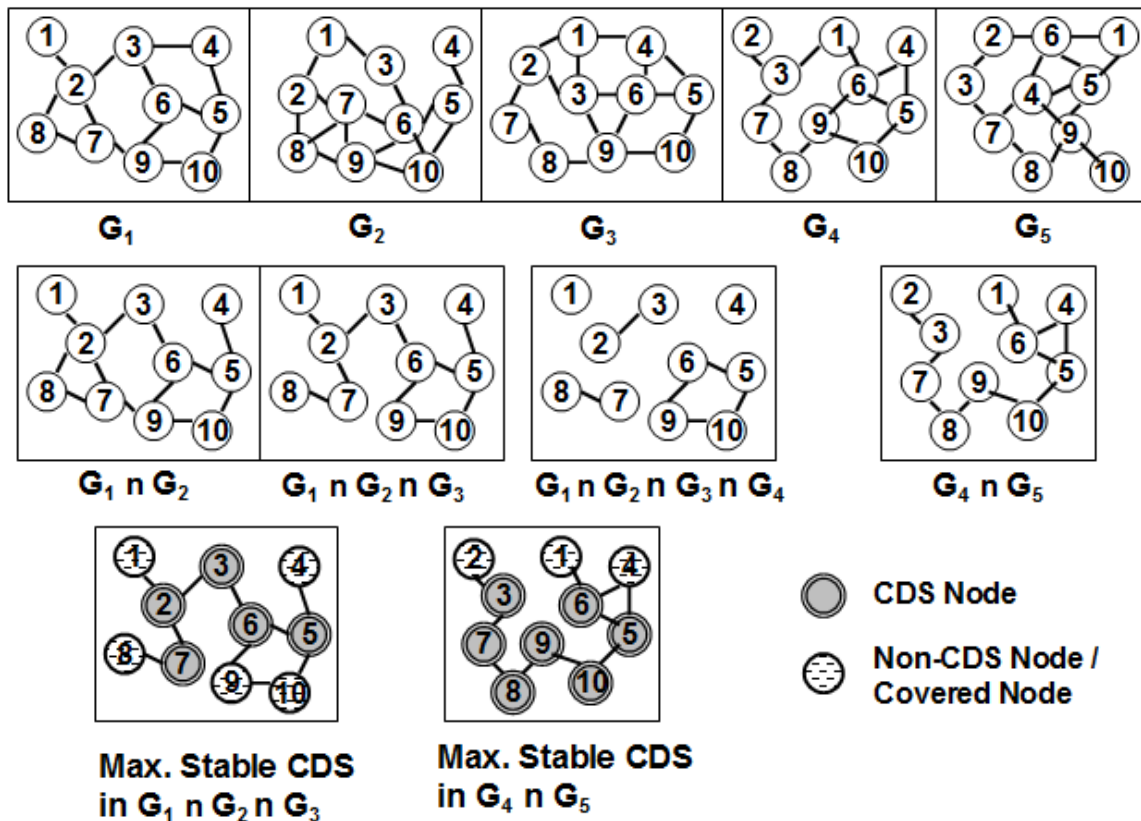 1 3 4 2 6 5 8 7 9 10
1 3 4 2 7 5 6 8 9 10
1 4 2 3 6 5 7 8 9 10
2 1 4 3 6 5 9 7 10 8
2 6 1 3 4 5 7 9 8 10
G₁ G₂ G₃ G₄ G₅
1 3 4 2 6 5 8 7 9 10
1 3 4 2 6 5 8 7 9 10
1 3 4 2 6 5 8 7 9 10
2 1 4 3 6 5 7 9 10 8
G₁ n G₂ G₁ n G₂ n G₃ G₁ n G₂ n G₃ n G₄ G₄ n G₅
1 3 4 2 6 5 8 7 9 10
2 1 4 3 6 5 7 9 10 8
CDS Node
Non-CDS Node /
Covered Node
Max. Stable CDS
in G₁ n G₂ n G₃
Max. Stable CDS
in G₄ n G₅